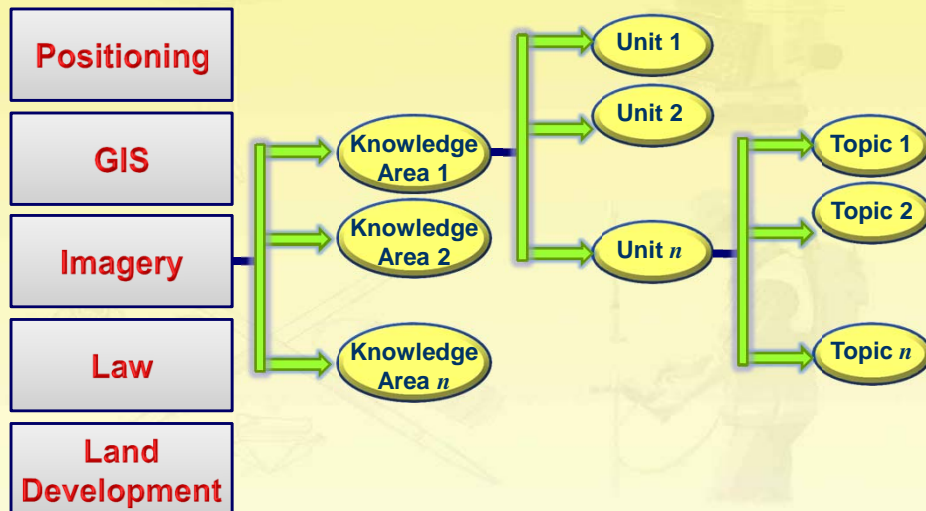 Positioning
GIS
Imagery
Law
Land
Development
Knowledge
Area 1
Knowledge
Area 2
Knowledge
Area n
Unit 1
Unit 2
Unit n
Topic 1
Topic 2
Topic n